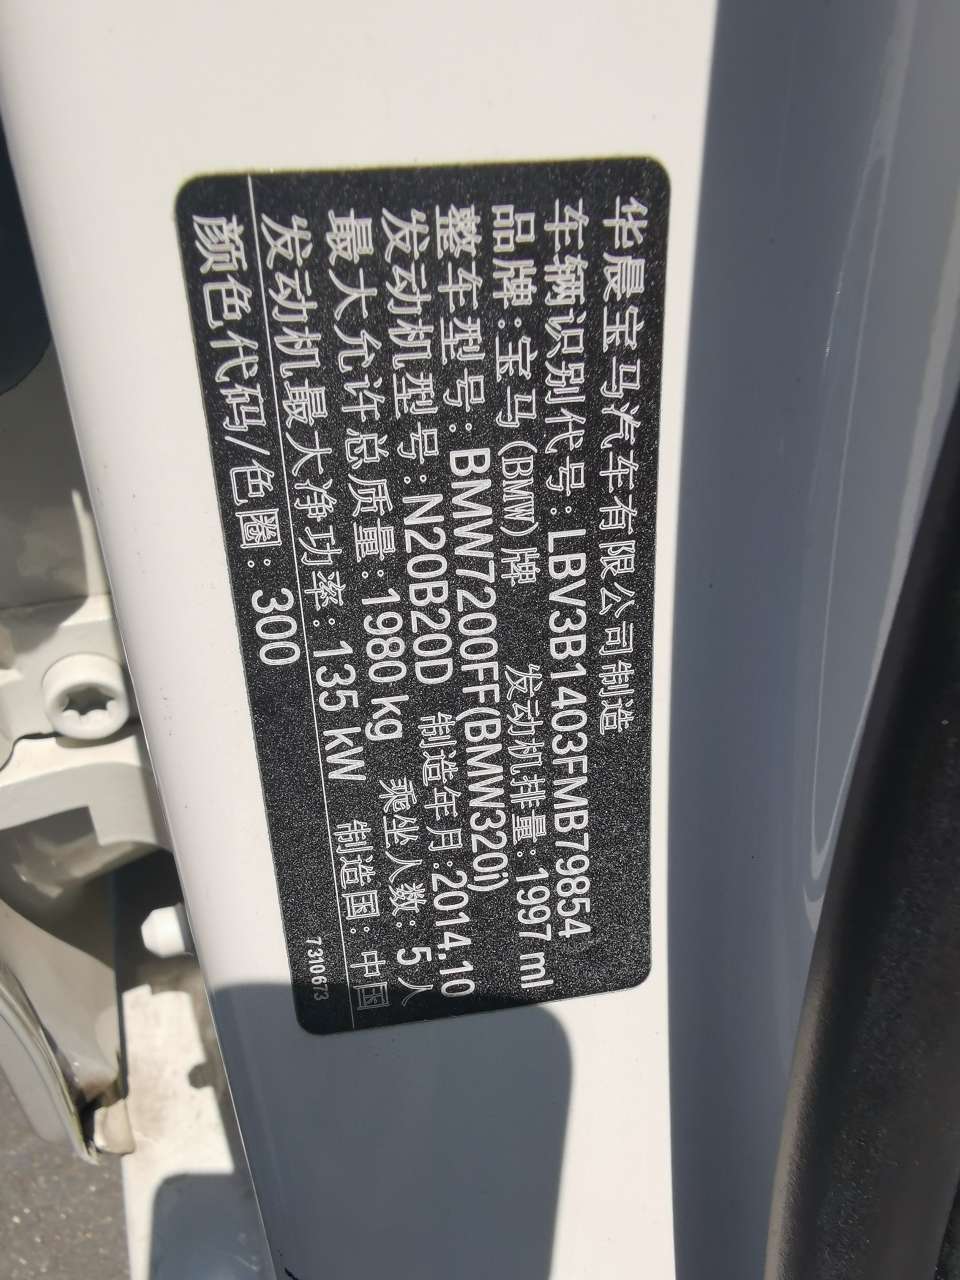 华晨宝马汽车有限公司制造
车辆识别代号:LBV3B1403FMB79854
品牌:宝马(BMW)牌 发动机排量:1997 ml
整车型号:BMW7200FF(BMW320i)
发动机型号:N20B20D 制造年月:2014.10
最大允许总质量:1980 kg 乘坐人数:5人
发动机最大净功率:135 kW 制造国:中国
颜色代码/色圈:300 7310673